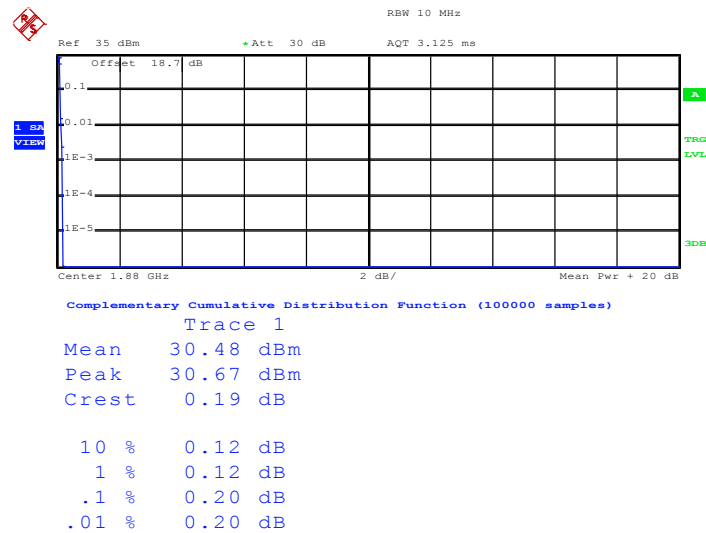 RBW 10 MHz
Ref 35 dBm *Att 30 dB AQT 3.125 ms
Offset 18.7 dB
0.1
A
0.01
1 SA
VIEW
TRG
LVL
1E-3
1E-4
1E-5
3DB
Center 1.88 GHz 2 dB/ Mean Pwr + 20 dB
Complementary Cumulative Distribution Function (100000 samples)
Trace 1
Mean 30.48 dBm
Peak 30.67 dBm
Crest 0.19 dB
10 % 0.12 dB
1 % 0.12 dB
.1 % 0.20 dB
.01 % 0.20 dB
R S